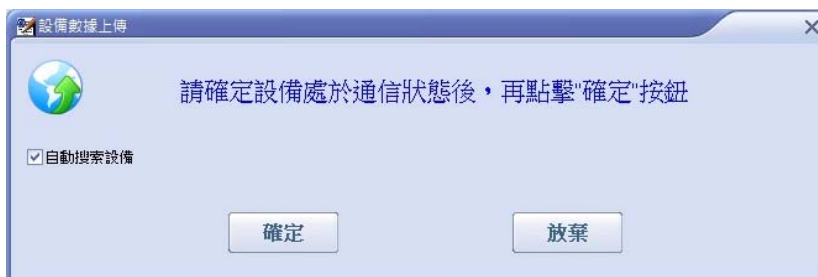 設備數據上傳
請確定設備處於通信狀態後，再點擊"確定"按鈕
自動搜索設備
確定
放棄